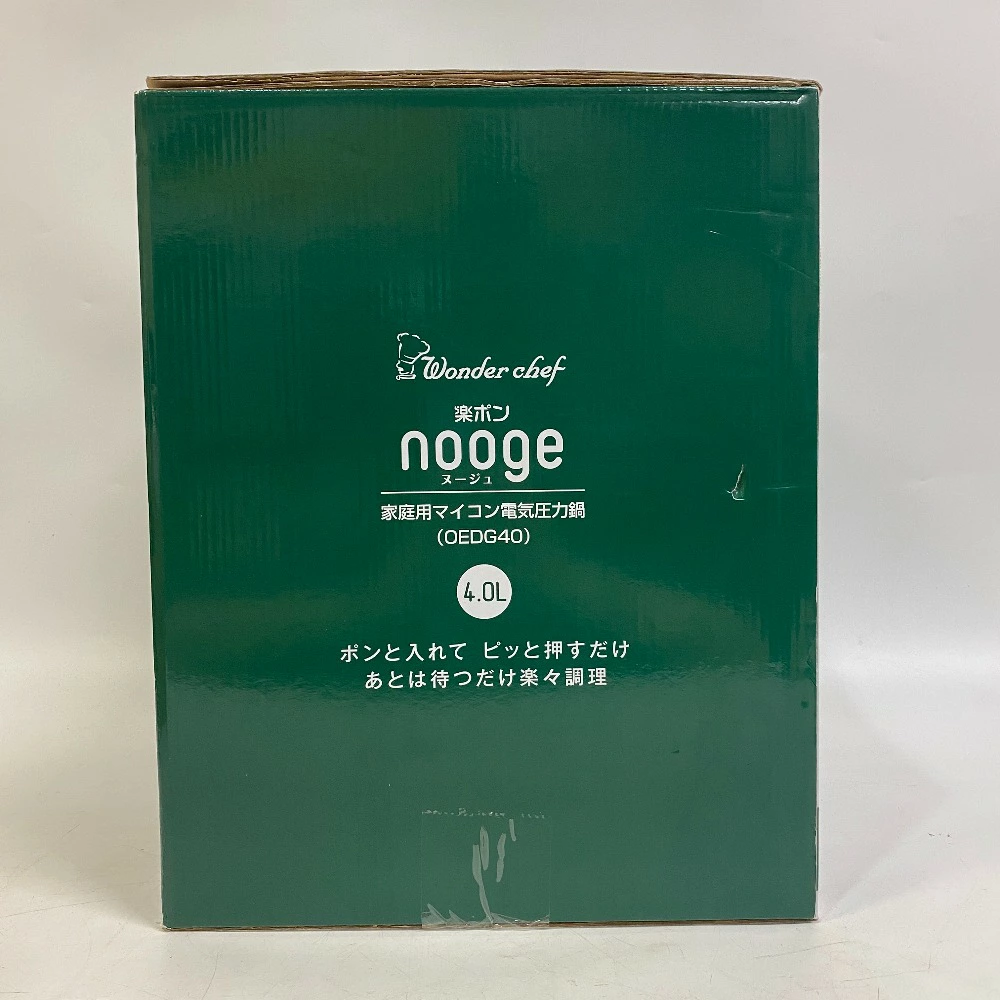 Wonder chef
楽ポン
nooge
ヌージュ
家庭用マイコン電気圧力鍋
(OEDG40)
4.0L
ポンと入れて ピッと押すだけ
あとは待つだけ楽々調理